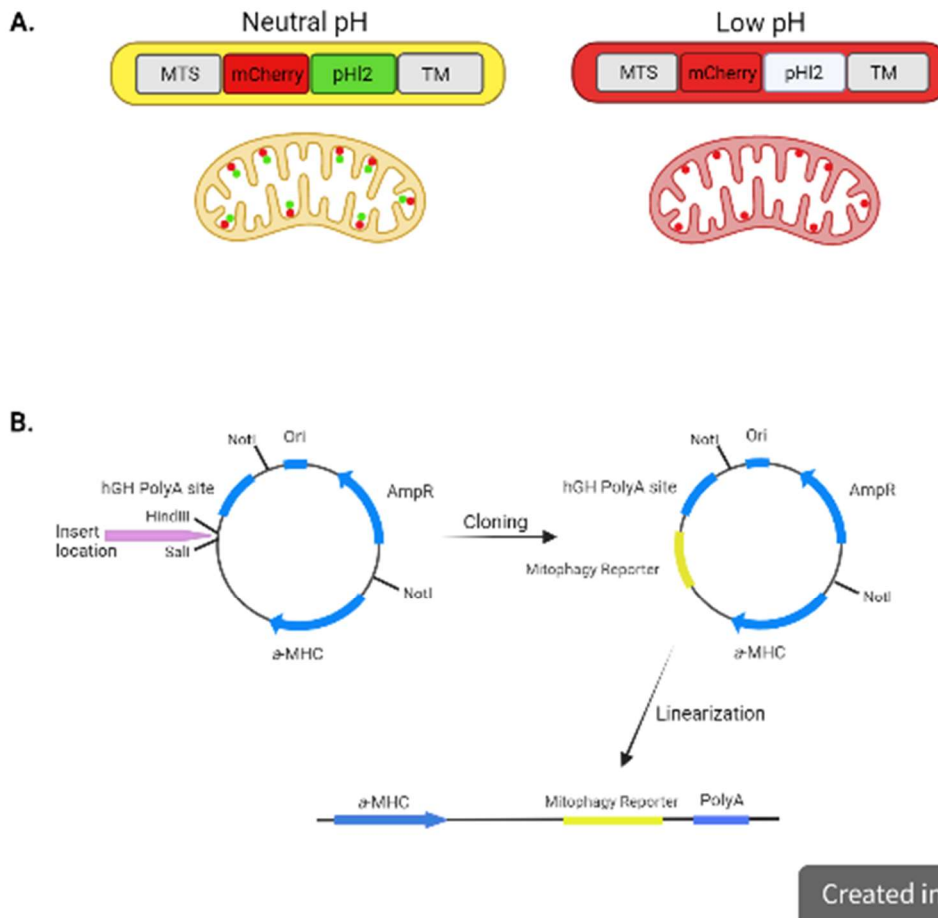 A.
Neutral pH
Low pH
MTS mCherry pHl2 TM
MTS mCherry pHl2 TM
B.
NotI
Ori
hGH PolyA site
AmpR
HindIII
Insert
location
SalI
NotI
a-MHC
Cloning
NotI
Ori
hGH PolyA site
AmpR
Mitophagy Reporter
NotI
a-MHC
Linearization
a-MHC
Mitophagy Reporter
PolyA
Created in